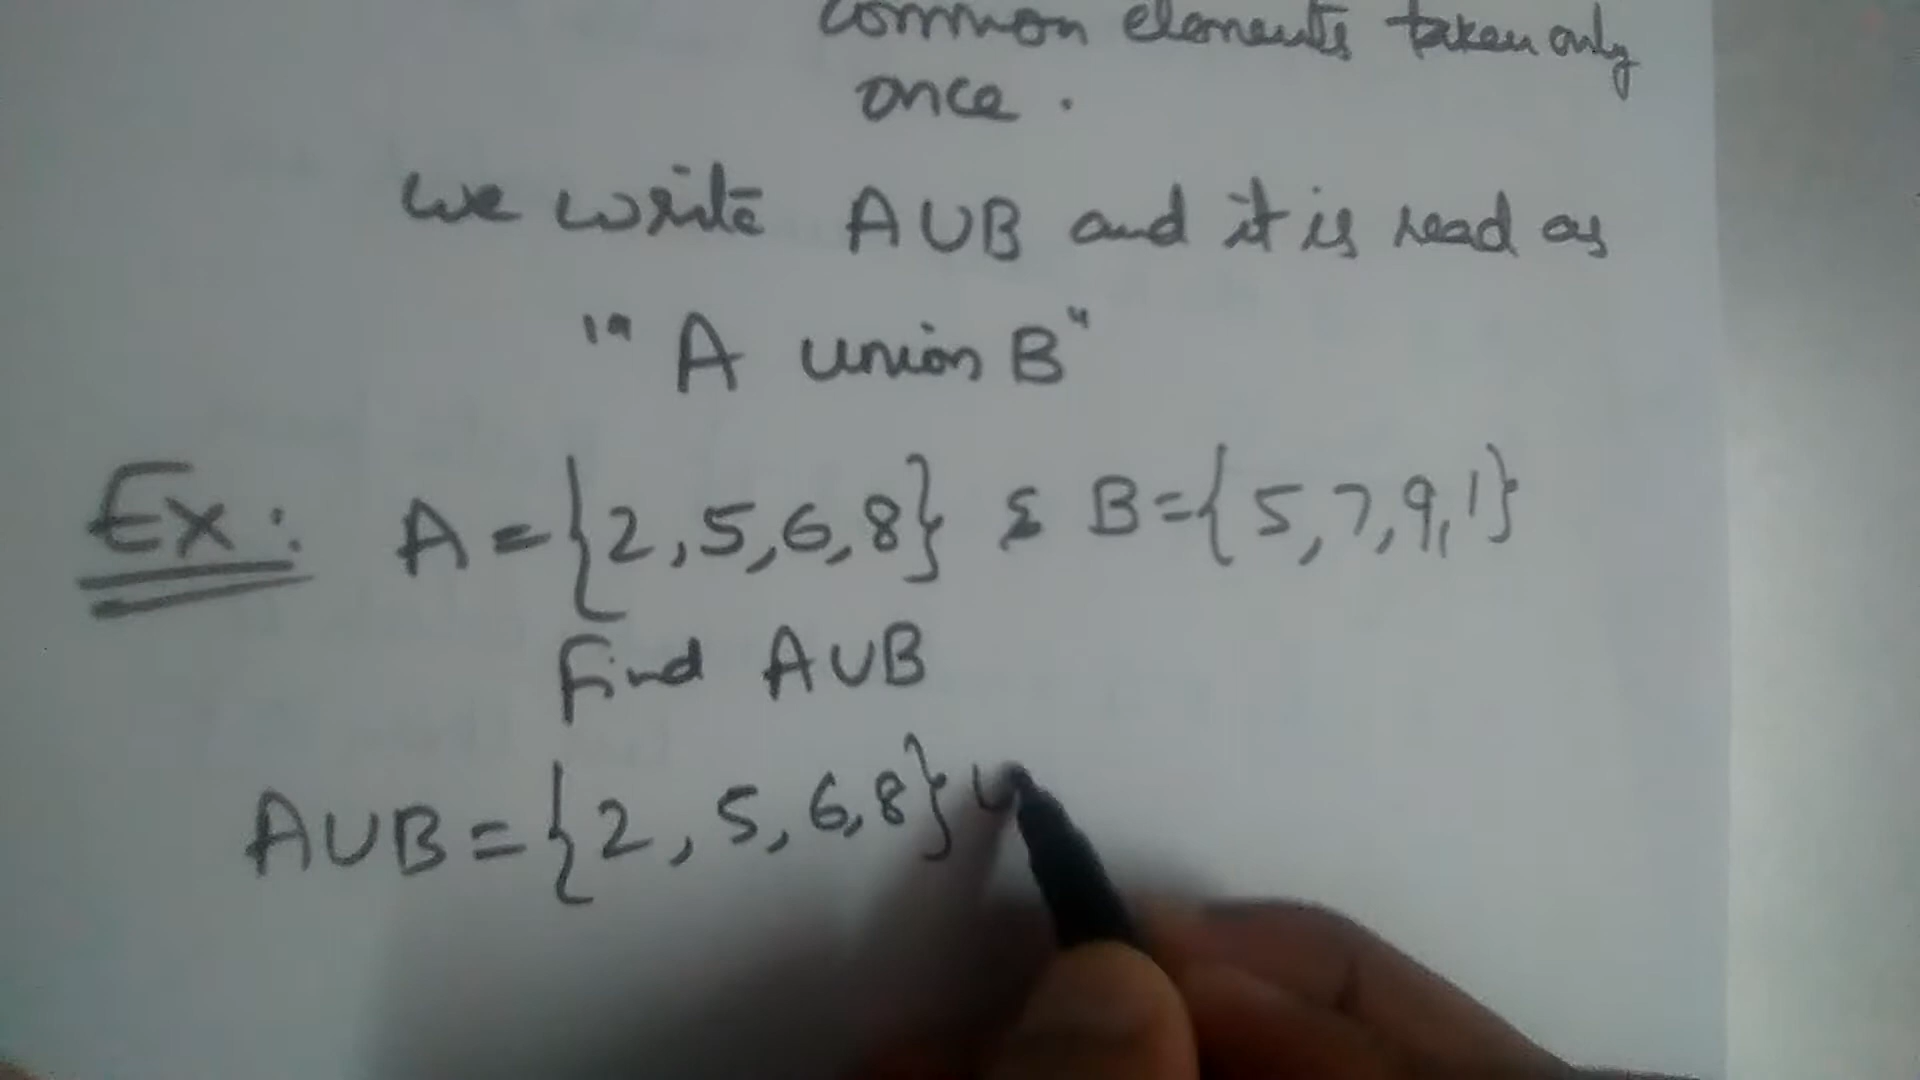 common elements taken only
once.
we write A∪B and it is read as
"" A union B"
Ex: A = {2, 5, 6, 8} & B = {5, 7, 9, 1}
Find A∪B
A∪B = {2, 5, 6, 8} ∪